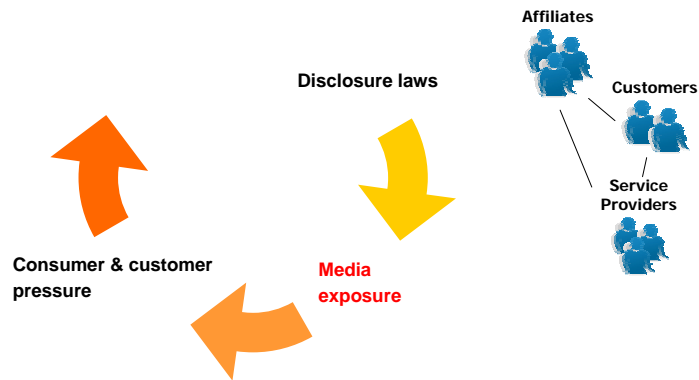 Affiliates
Disclosure laws
Customers
Service
Providers
Consumer & customer
pressure
Media
exposure